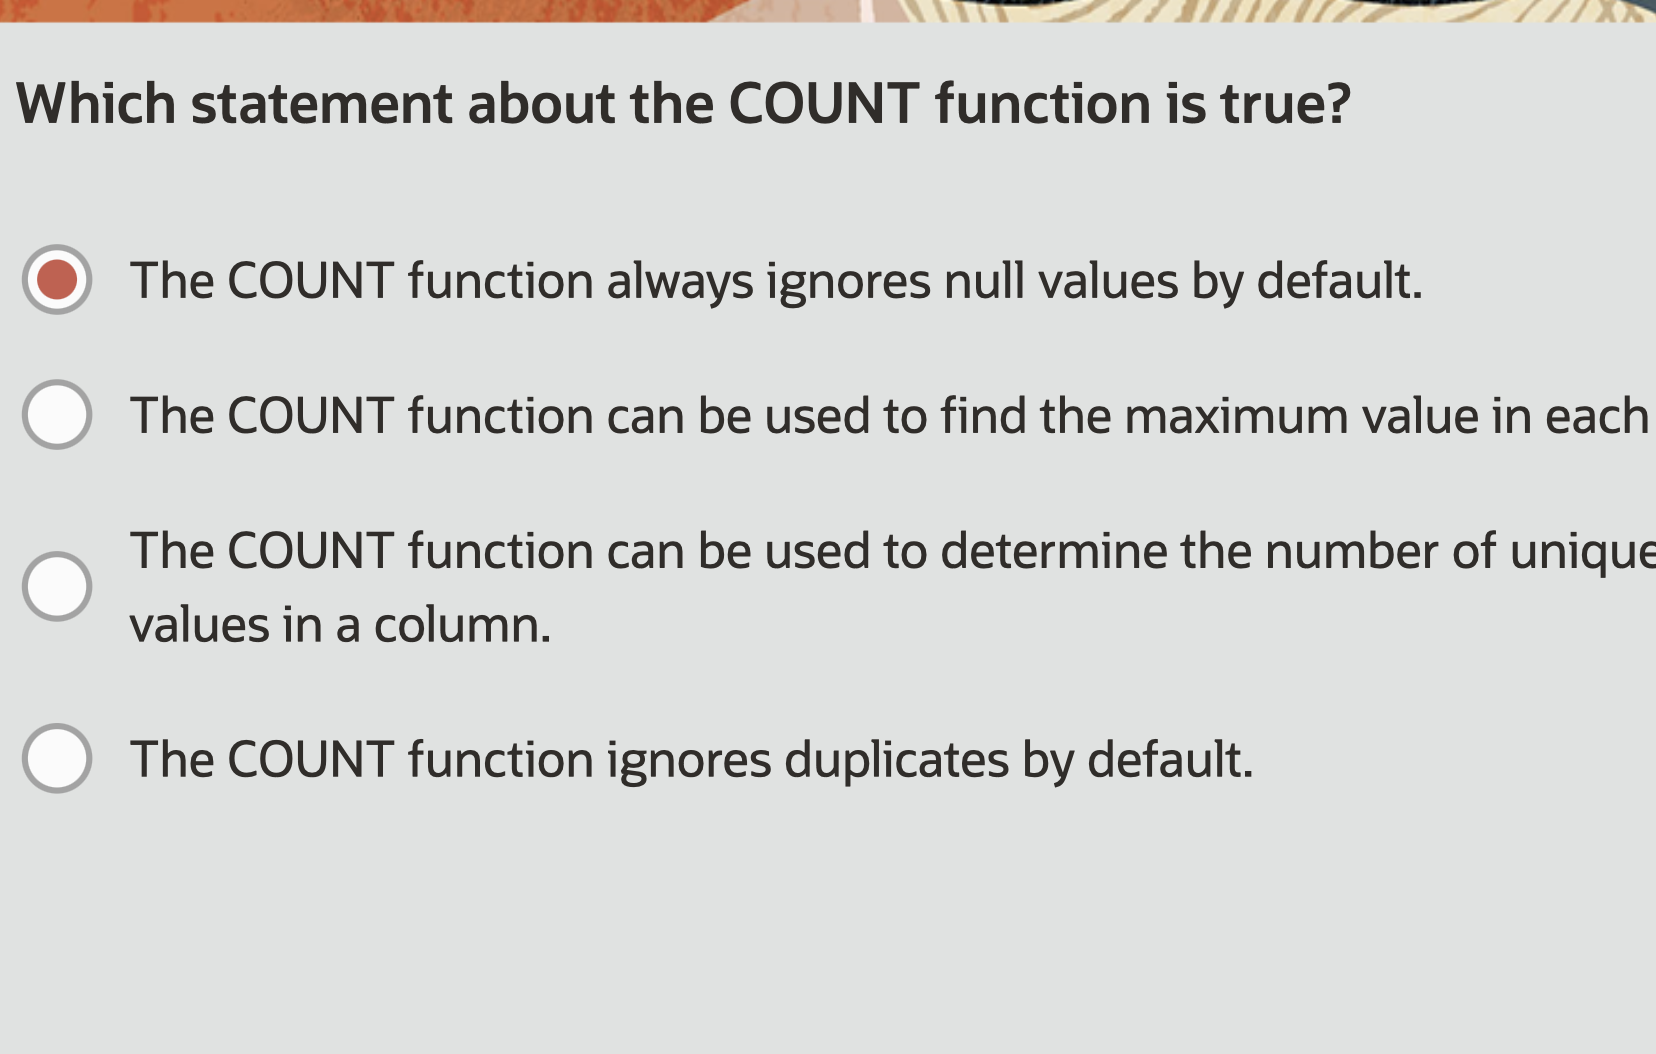 Which statement about the COUNT function is true?
The COUNT function always ignores null values by default.
The COUNT function can be used to find the maximum value in each
The COUNT function can be used to determine the number of unique
values in a column.
The COUNT function ignores duplicates by default.